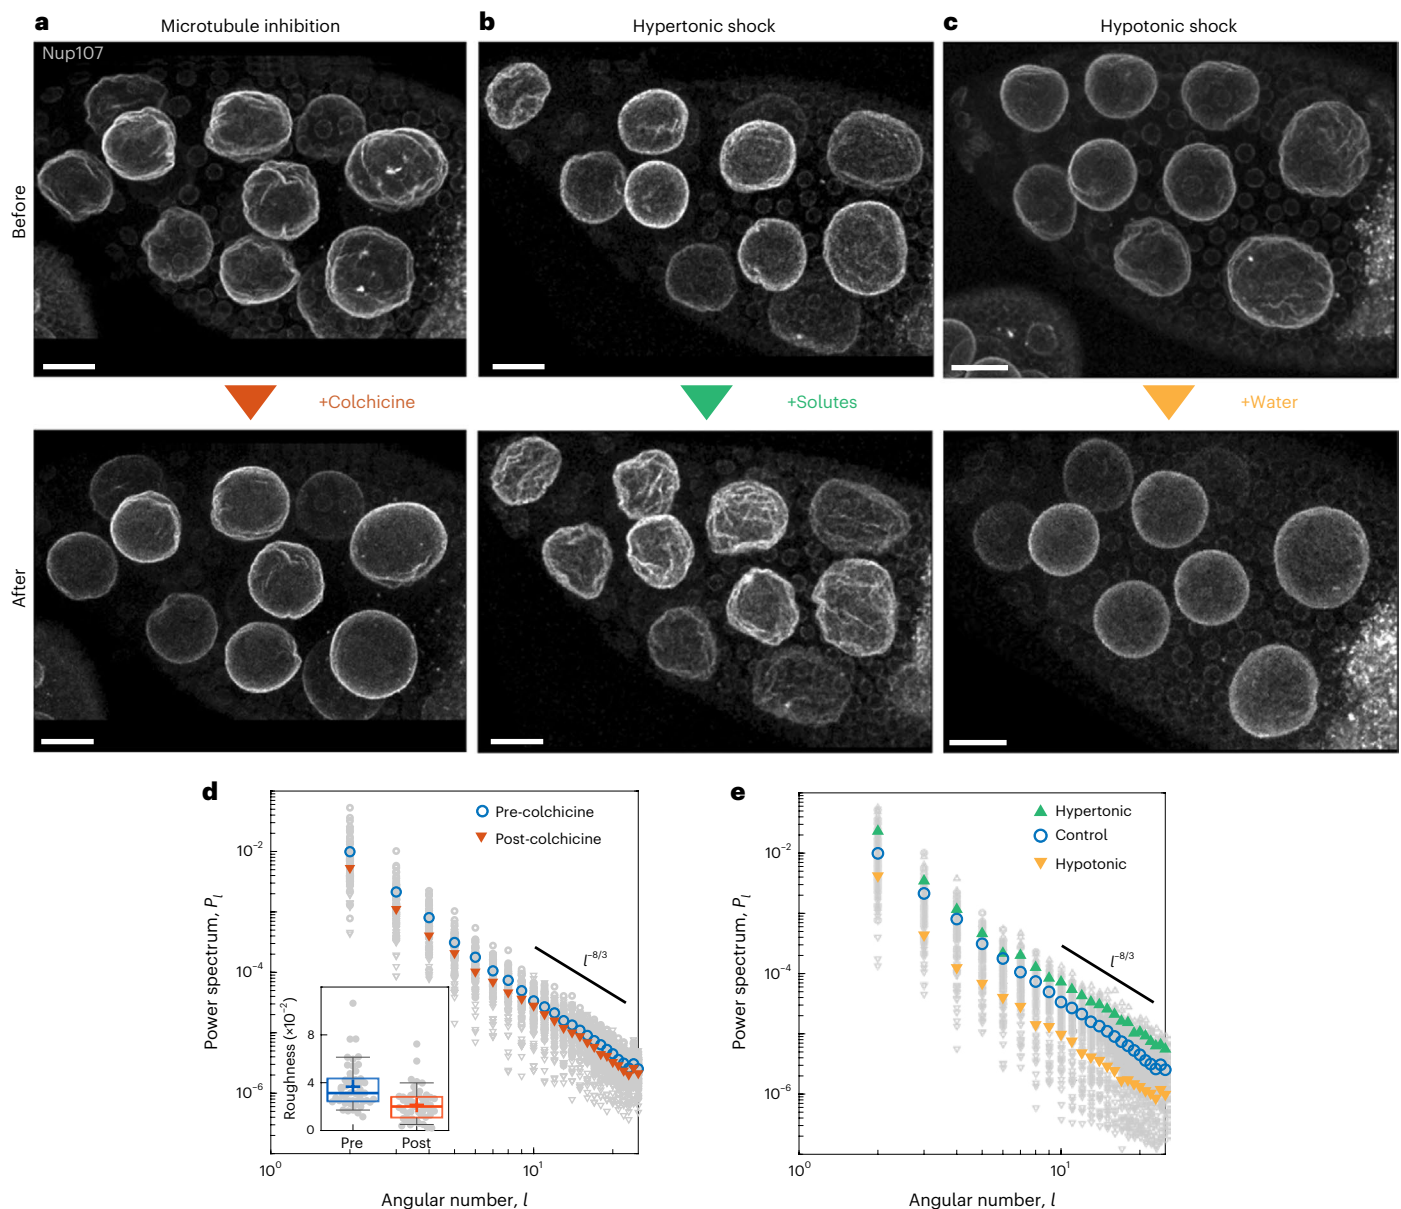 a Microtubule inhibition
b Hypertonic shock
c Hypotonic shock
Nup107
Before
+Colchicine
+Solutes
+Water
After
d
Pre-colchicine
Post-colchicine
l^−8/3
Power spectrum, P_l
10^−2
10^−4
10^−6
10^0
10^1
Angular number, l
Roughness (×10^−2)
8
4
0
Pre
Post
e
Hypertonic
Control
Hypotonic
l^−8/3
Power spectrum, P_l
10^−2
10^−4
10^−6
10^0
10^1
Angular number, l